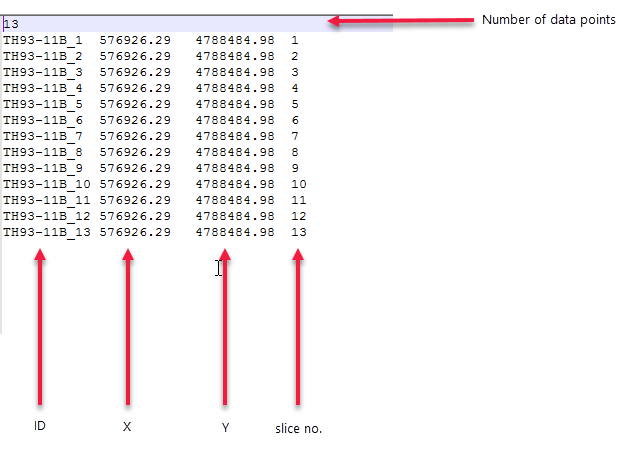 13 Number of data points
TH93-11B_1 576926.29 4788484.98 1
TH93-11B_2 576926.29 4788484.98 2
TH93-11B_3 576926.29 4788484.98 3
TH93-11B_4 576926.29 4788484.98 4
TH93-11B_5 576926.29 4788484.98 5
TH93-11B_6 576926.29 4788484.98 6
TH93-11B_7 576926.29 4788484.98 7
TH93-11B_8 576926.29 4788484.98 8
TH93-11B_9 576926.29 4788484.98 9
TH93-11B_10 576926.29 4788484.98 10
TH93-11B_11 576926.29 4788484.98 11
TH93-11B_12 576926.29 4788484.98 12
TH93-11B_13 576926.29 4788484.98 13
ID X Y slice no.